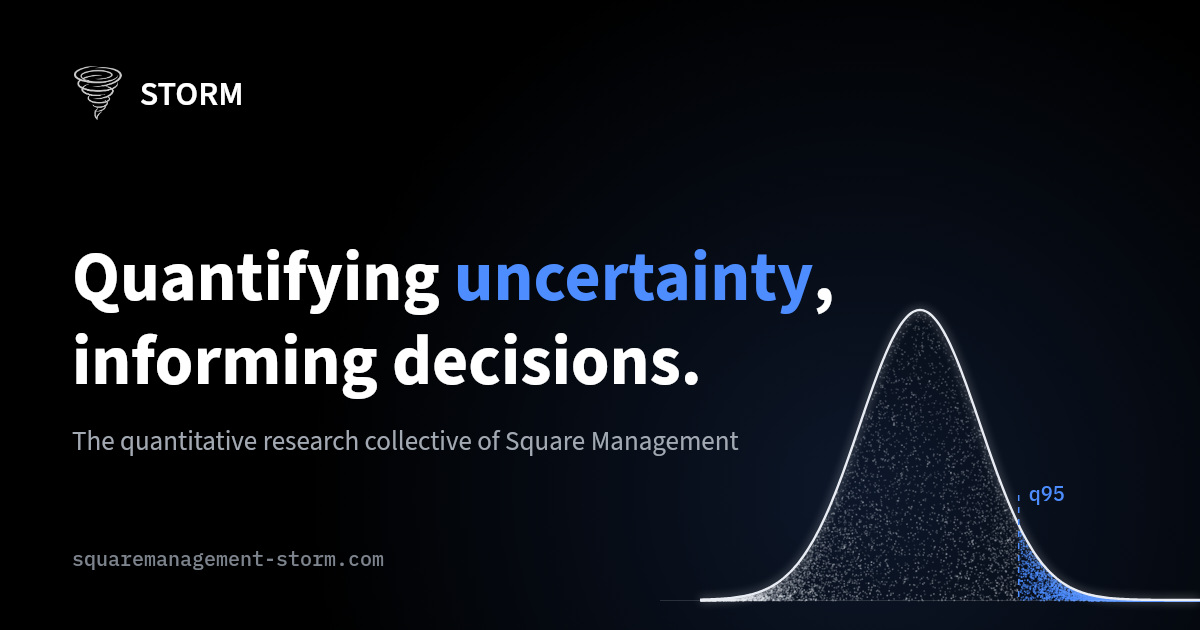 STORM
Quantifying uncertainty,
informing decisions.
The quantitative research collective of Square Management
q95
squaremanagement-storm.com